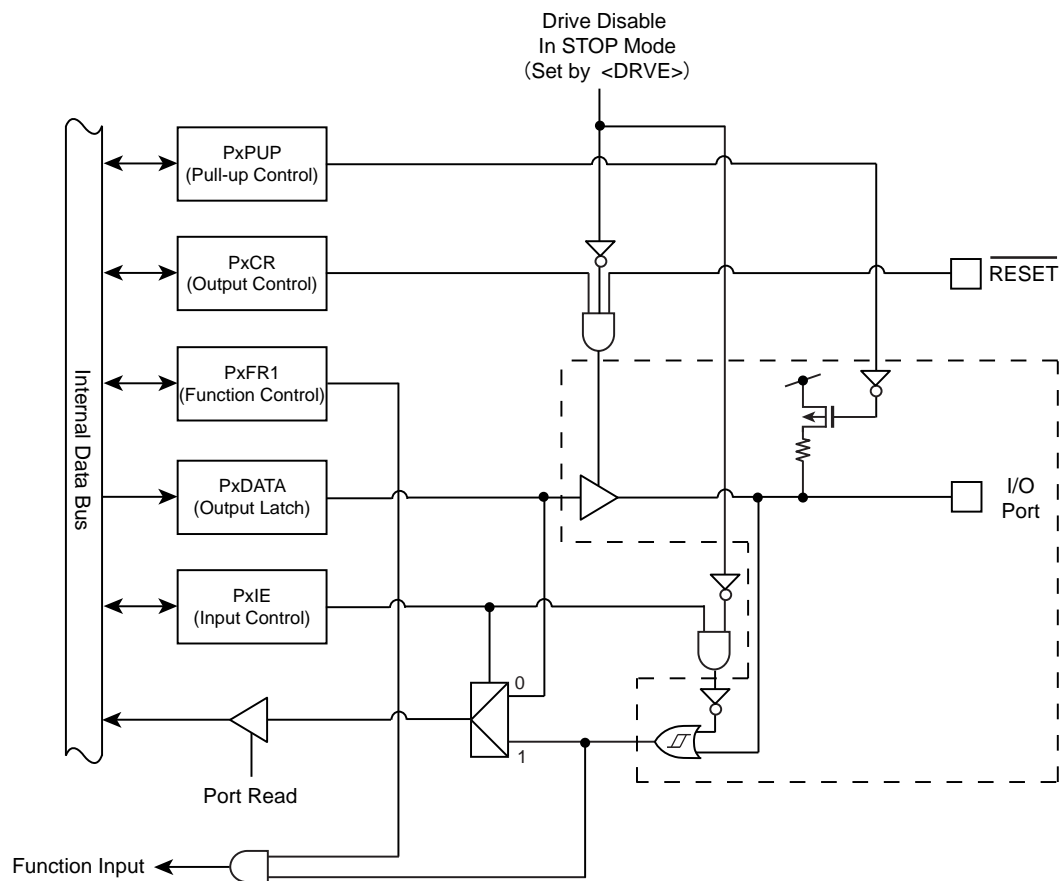 Drive Disable
In STOP Mode
（Set by <DRVE>）
PxPUP
(Pull-up Control)
PxCR
(Output Control)
RESET
PxFR1
(Function Control)
Internal Data Bus
PxDATA
(Output Latch)
I/O
Port
PxIE
(Input Control)
0
1
Port Read
Function Input